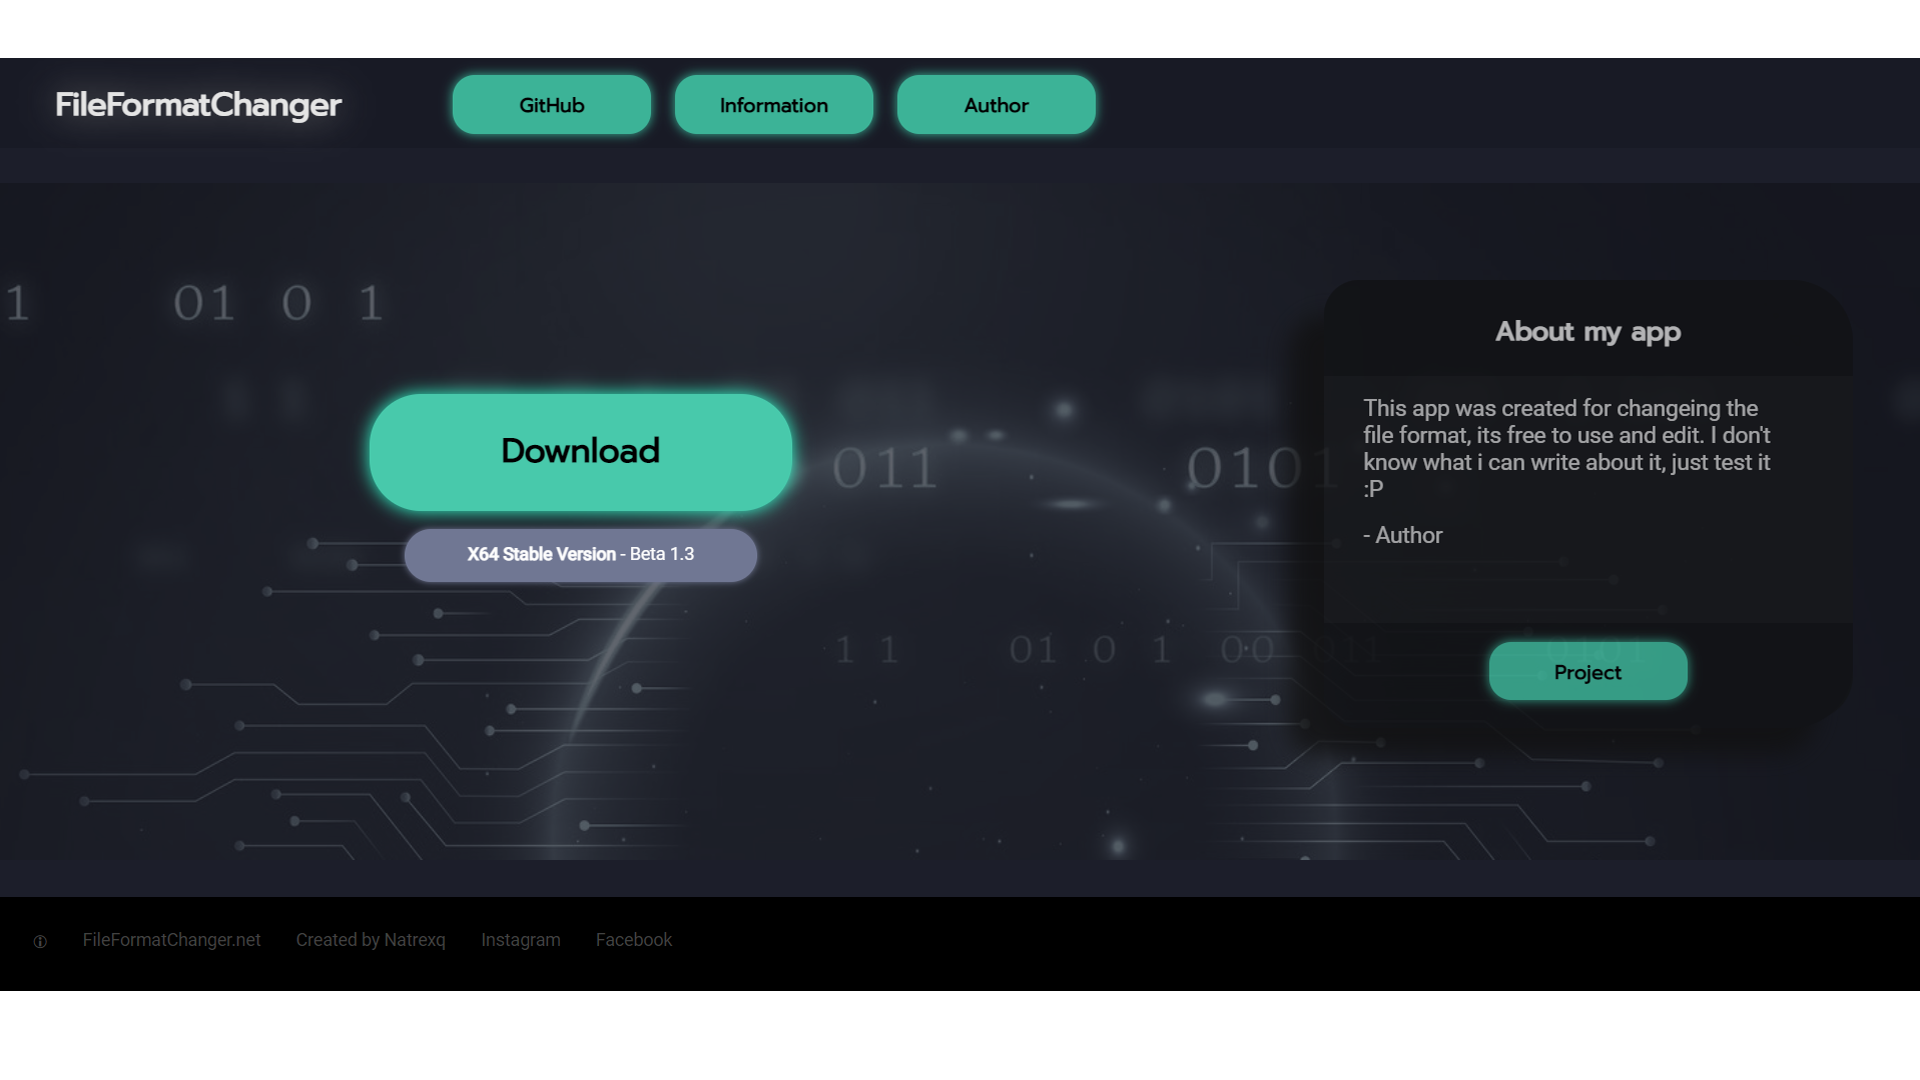 FileFormatChanger
GitHub
Information
Author
1 01 0 1
Download
X64 Stable Version - Beta 1.3
011
0101
1 1 01 0 1 00 011 0101
About my app
This app was created for changeing the
file format, its free to use and edit. I don't
know what i can write about it, just test it
:P
- Author
Project
FileFormatChanger.net
Created by Natrexq
Instagram
Facebook